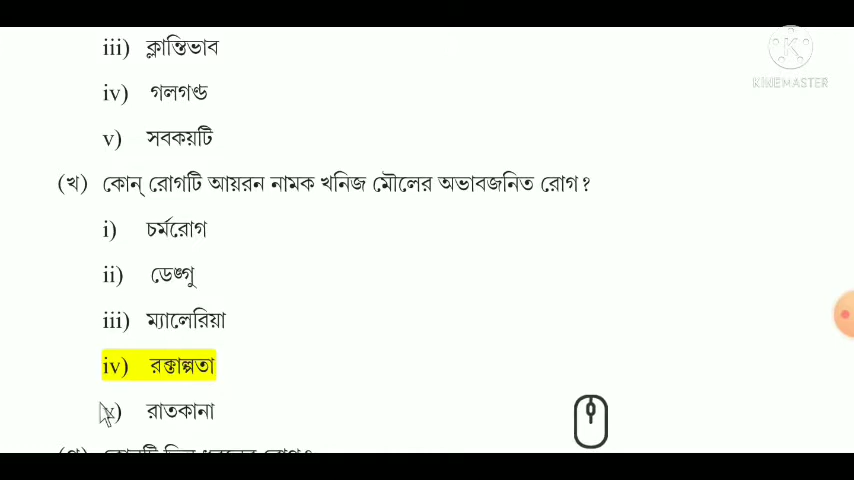 iii) ক্লান্তিভাব
KINEMASTER
iv) গলগণ্ড
v) সবকয়টি
(খ) কোন্ রোগটি আয়রন নামক খনিজ মৌলের অভাবজনিত রোগ?
i) চর্মরোগ
ii) ডেঙ্গু
iii) ম্যালেরিয়া
iv) রক্তাল্পতা
v) রাতকানা